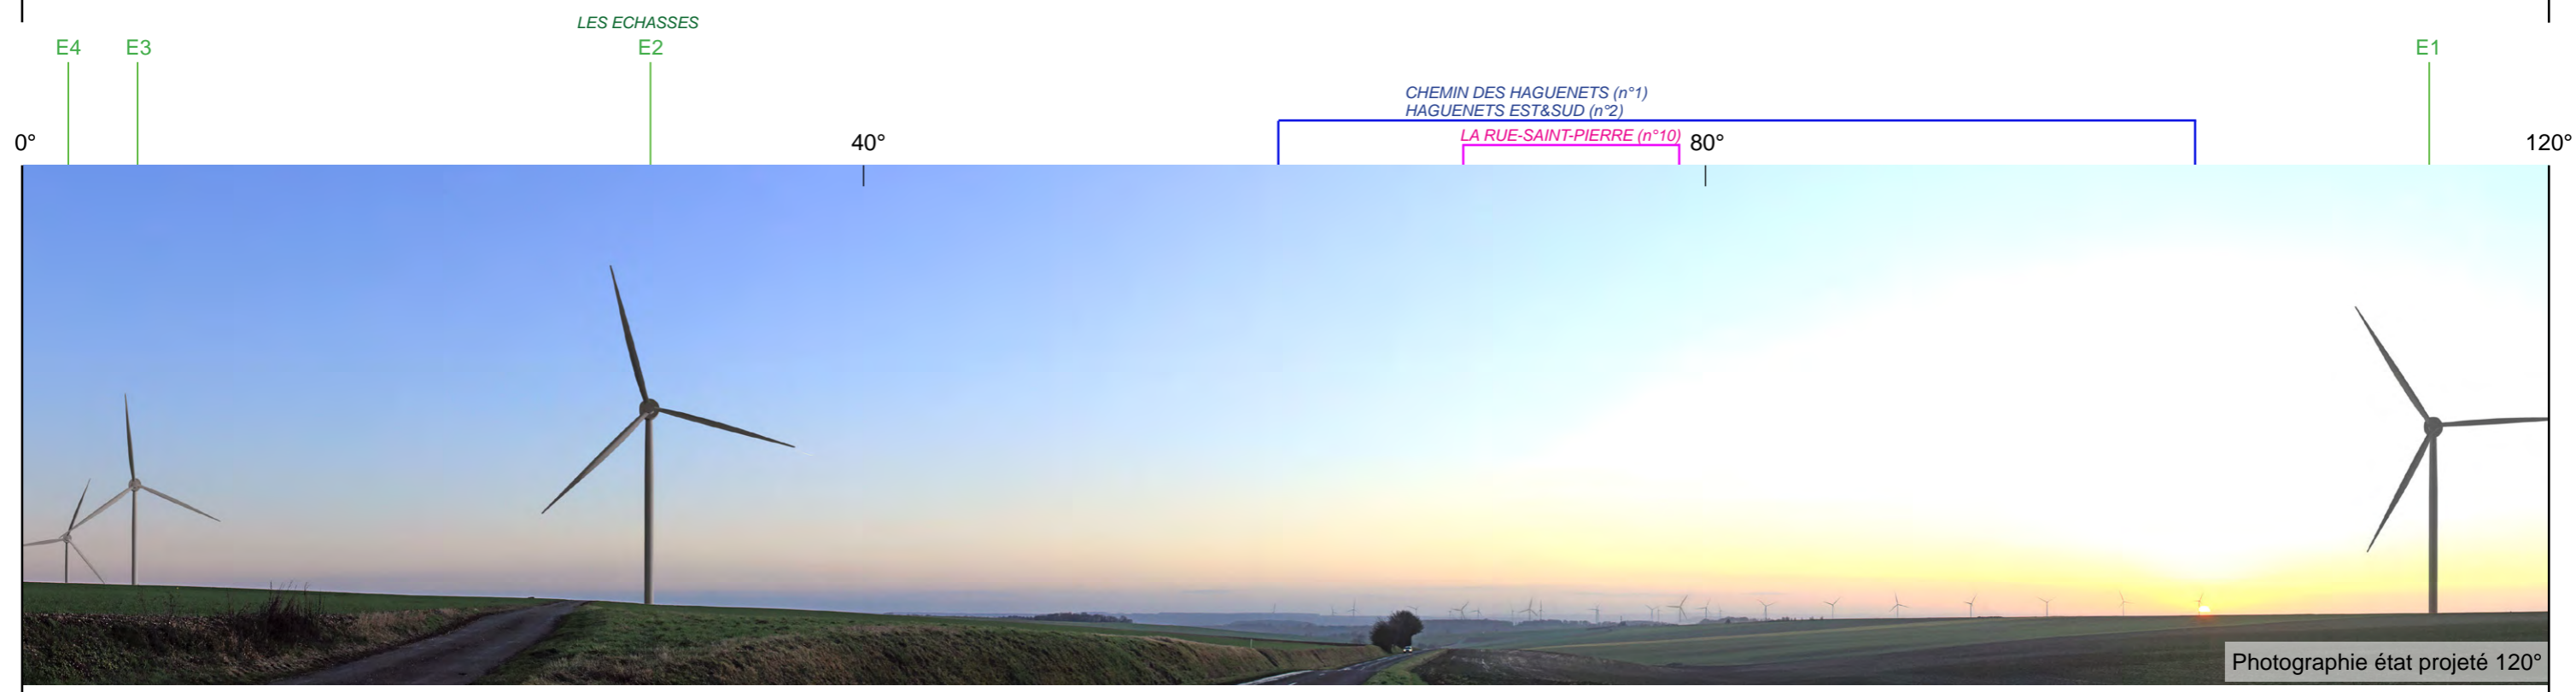 LES ECHASSES
E4 E3 E2 E1
CHEMIN DES HAGUENETS (n°1)
HAGUENETS EST&SUD (n°2)
LA RUE-SAINT-PIERRE (n°10)
0° 40° 80° 120°
Photographie état projeté 120°